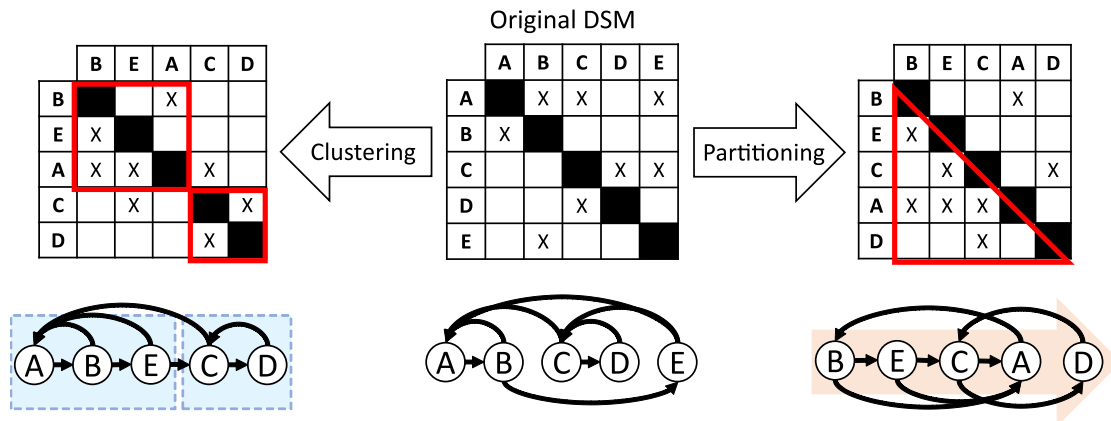 Original DSM
B E A C D
B X
E X
A X X X
C X X
D X
Clustering
A B C D E
A X X X
B X
C X X
D X
E X
Partitioning
B E C A D
B X
E X
C X X
A X X X
D X
A B E C D
A B C D E
B E C A D